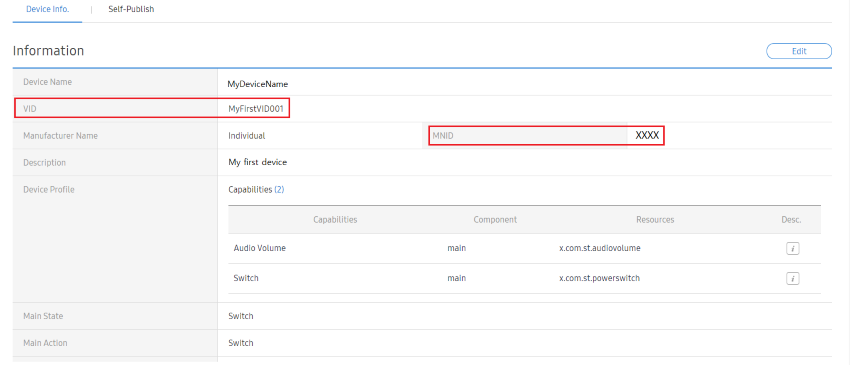 Device Info. | Self-Publish
Information Edit
Device Name MyDeviceName
VID MyFirstVID001
Manufacturer Name Individual MNID XXXX
Description My first device
Device Profile Capabilities (2)
Capabilities Component Resources Desc.
Audio Volume main x.com.st.audiovolume i
Switch main x.com.st.powerswitch i
Main State Switch
Main Action Switch